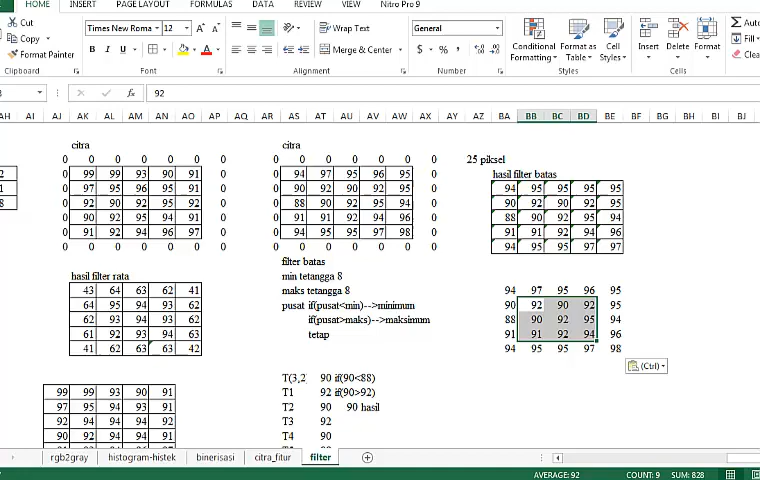 HOME INSERT PAGE LAYOUT FORMULAS DATA REVIEW VIEW Nitro Pro 9
Cut
Copy
Format Painter
Clipboard
Times New Roma 12
B I U
Font
Wrap Text
Merge & Center
Alignment
General
$ % ,
Number
Conditional Formatting
Format as Table
Cell Styles
Styles
Insert Delete Format
Cells
Fill
fx 92
AH AI AJ AK AL AM AN AO AP AQ AR AS AT AU AV AW AX AY AZ BA BB BC BD BE BF BG BH BI BJ
citra citra
0 0 0 0 0 0 0 0 0 0 0 0 0 0 25 piksel
2 0 99 99 93 90 91 0 0 94 97 95 96 95 0 hasil filter batas
1 0 97 95 96 95 91 0 0 90 92 90 92 95 0 94 95 95 95 95
8 0 92 90 92 95 92 0 0 88 90 92 95 94 0 90 92 90 92 95
0 90 92 95 94 91 0 0 91 91 92 94 96 0 88 90 92 95 94
0 91 92 94 96 97 0 0 94 95 95 97 98 0 91 91 92 94 96
0 0 0 0 0 0 0 0 0 0 0 0 0 0 94 95 95 97 97
filter batas
hasil filter rata min tetangga 8
43 64 63 62 41 maks tetangga 8 94 97 95 96 95
64 95 94 93 62 pusat if(pusat<min)-->minimum 90 92 90 92 95
62 93 94 93 62 if(pusat>maks)-->maksimum 88 90 92 95 94
61 92 93 94 63 tetap 91 91 92 94 96
41 62 63 63 42 94 95 95 97 98
(Ctrl)
T(3,2) 90 if(90<88)
99 99 93 90 91 T1 92 if(90>92)
97 95 94 93 91 T2 90 90 hasil
92 94 94 94 92 T3 92
90 92 94 94 91 T4 90
rgb2gray histogram-histek binerisasi citra_fitur filter
AVERAGE: 92 COUNT: 9 SUM: 828